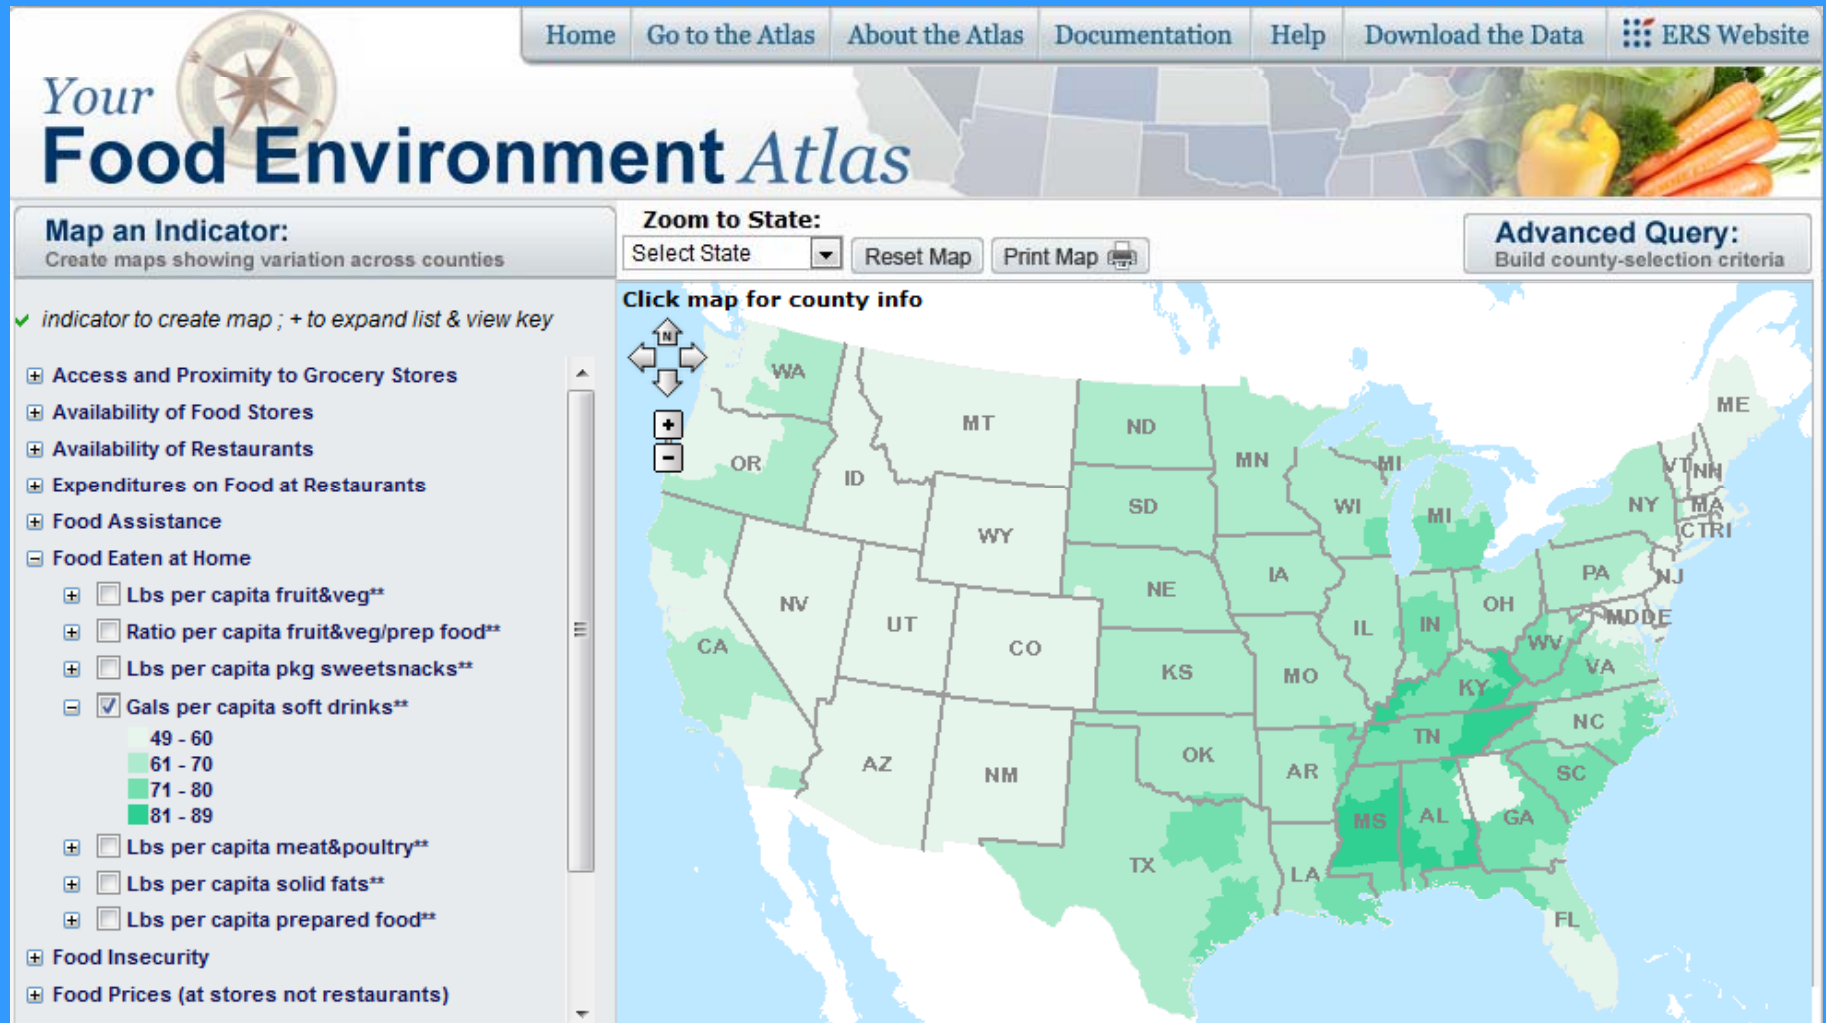 Home Go to the Atlas About the Atlas Documentation Help Download the Data ERS Website
Your
Food Environment Atlas
N
W
Map an Indicator:
Create maps showing variation across counties
indicator to create map ; + to expand list & view key
Access and Proximity to Grocery Stores
Availability of Food Stores
Availability of Restaurants
Expenditures on Food at Restaurants
Food Assistance
Food Eaten at Home
Lbs per capita fruit&veg**
Ratio per capita fruit&veg/prep food**
Lbs per capita pkg sweetsnacks**
Gals per capita soft drinks**
49 - 60
61 - 70
71 - 80
81 - 89
Lbs per capita meat&poultry**
Lbs per capita solid fats**
Lbs per capita prepared food**
Food Insecurity
Food Prices (at stores not restaurants)
Zoom to State:
Select State Reset Map Print Map
Advanced Query:
Build county-selection criteria
Click map for county info
N
WA
MT
ND
MN
ME
OR
ID
SD
WI
MI
MI
VT
NH
NY
MA
CT
RI
WY
IA
NE
PA
NJ
NV
UT
IL
IN
OH
MD
DE
CA
CO
KS
MO
WV
VA
KY
AZ
NM
OK
AR
TN
NC
SC
MS
AL
GA
TX
LA
FL